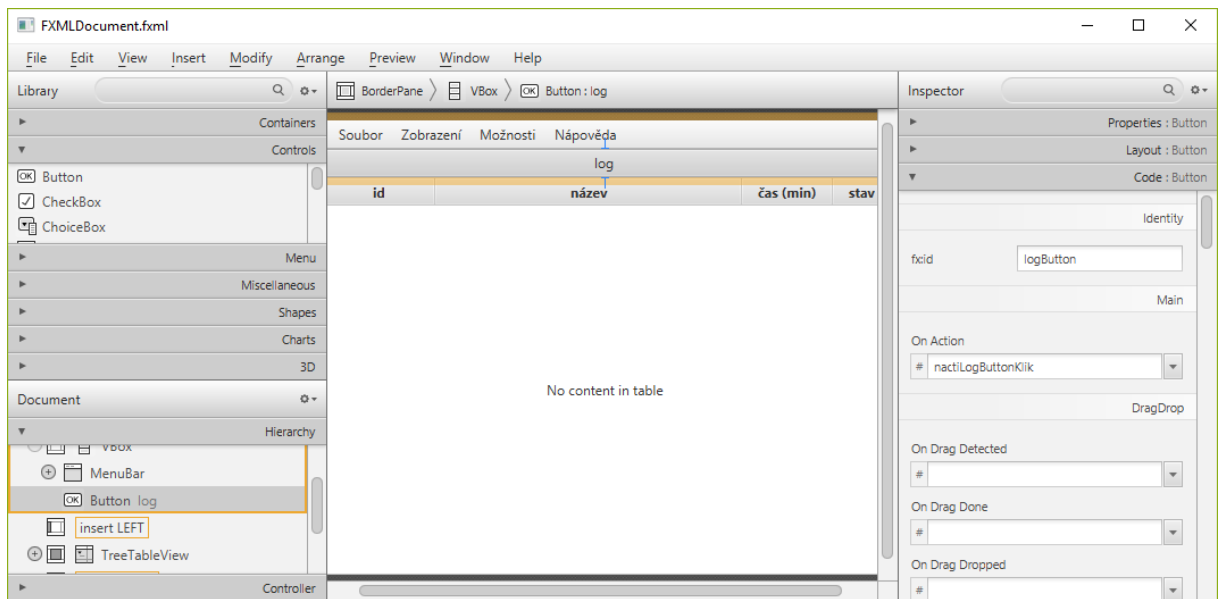 FXMLDocument.fxml
File Edit View Insert Modify Arrange Preview Window Help
Library
BorderPane VBox OK Button : log
Inspector
Containers
Controls
OK Button
CheckBox
ChoiceBox
Menu
Miscellaneous
Shapes
Charts
3D
Document
Hierarchy
VBox
MenuBar
OK Button log
insert LEFT
TreeTableView
Controller
Soubor Zobrazení Možnosti Nápověda
log
id název čas (min) stav
No content in table
Properties : Button
Layout : Button
Code : Button
Identity
fx:id logButton
Main
On Action
# nactiLogButtonKlik
DragDrop
On Drag Detected
#
On Drag Done
#
On Drag Dropped
#